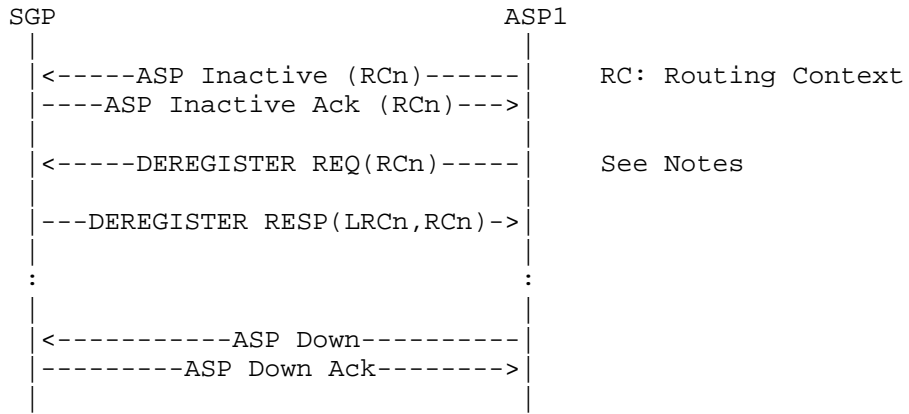 SGP                              ASP1
 |                                |
 |<-----ASP Inactive (RCn)------|    RC: Routing Context
 |----ASP Inactive Ack (RCn)--->|
 |                                |
 |<-----DEREGISTER REQ(RCn)-----|    See Notes
 |                                |
 |---DEREGISTER RESP(LRCn,RCn)->|
 |                                |
 :                                :
 |                                |
 |<-----------ASP Down----------|
 |---------ASP Down Ack-------->|
 |                                |